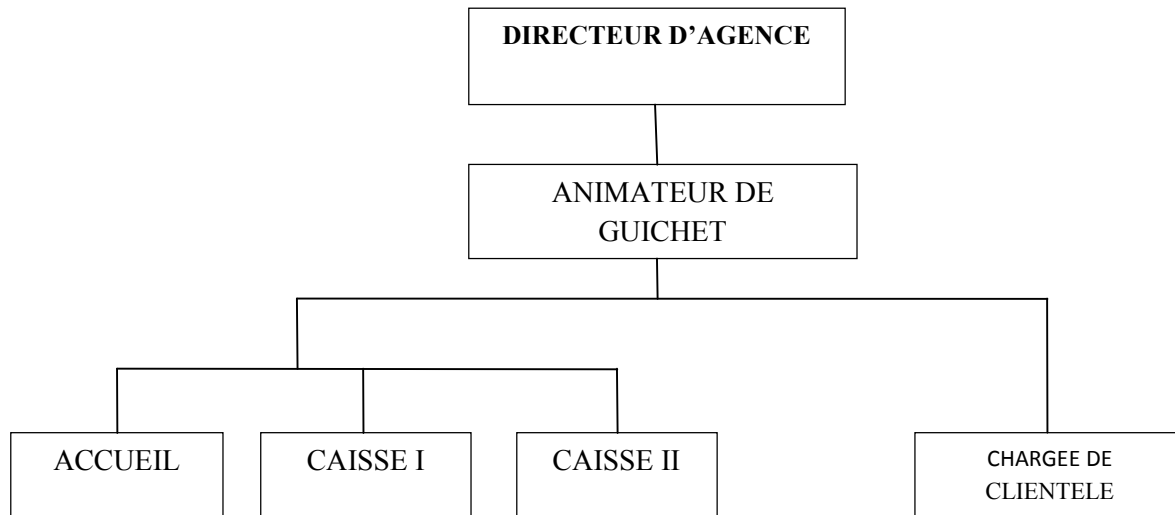 DIRECTEUR D’AGENCE
ANIMATEUR DE
GUICHET
ACCUEIL
CAISSE I
CAISSE II
CHARGEE DE
CLIENTELE